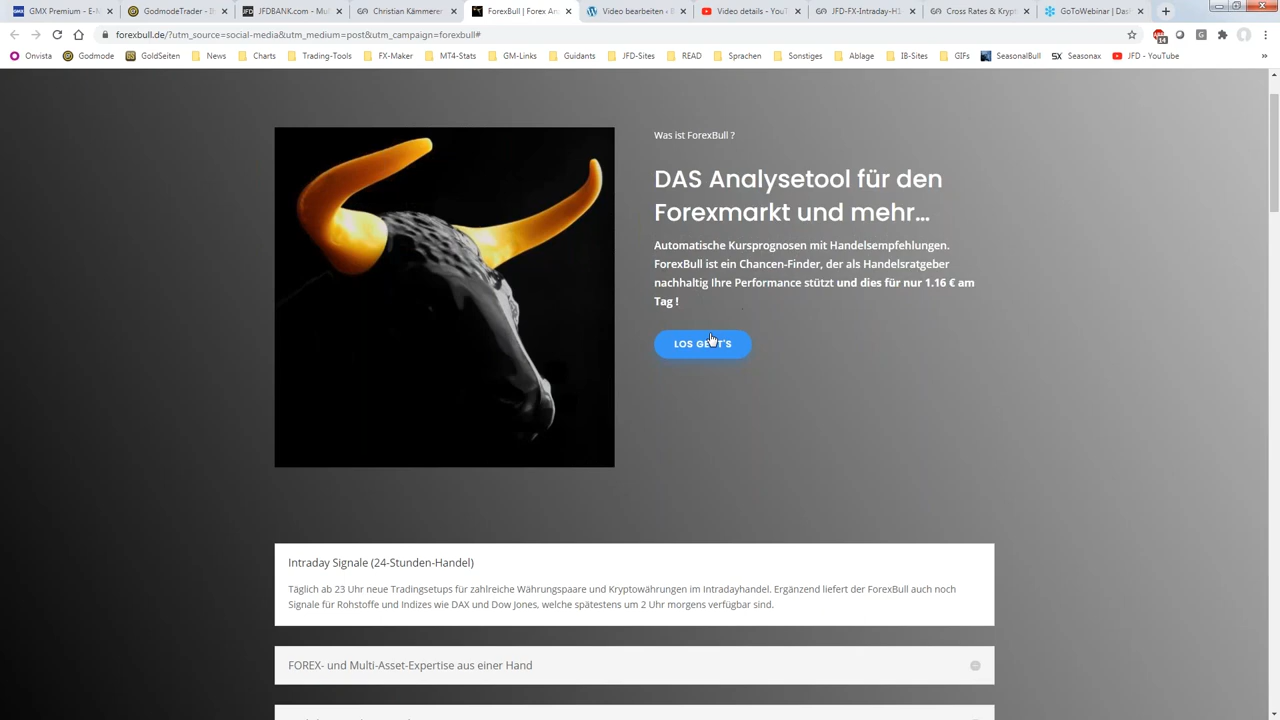 GMX Premium - E-M
GodmodeTrader - I
JFDBANK.com - Mul
Christian Kämmerer
ForexBull | Forex An
Video bearbeiten ‹
Video details - YouT
JFD-FX-Intraday-H1
Cross Rates & Krypt
GoToWebinar | Das
forexbull.de/?utm_source=social-media&utm_medium=post&utm_campaign=forexbull#
14
Onvista
Godmode
GoldSeiten
News
Charts
Trading-Tools
FX-Maker
MT4-Stats
GM-Links
Guidants
JFD-Sites
READ
Sprachen
Sonstiges
Ablage
IB-Sites
GIFs
SeasonalBull
Seasonax
JFD - YouTube
Was ist ForexBull ?
DAS Analysetool für den
Forexmarkt und mehr...
Automatische Kursprognosen mit Handelsempfehlungen.
ForexBull ist ein Chancen-Finder, der als Handelsratgeber
nachhaltig Ihre Performance stützt und dies für nur 1.16 € am
Tag !
LOS GEHT'S
Intraday Signale (24-Stunden-Handel)
Täglich ab 23 Uhr neue Tradingsetups für zahlreiche Währungspaare und Kryptowährungen im Intradayhandel. Ergänzend liefert der ForexBull auch noch
Signale für Rohstoffe und Indizes wie DAX und Dow Jones, welche spätestens um 2 Uhr morgens verfügbar sind.
FOREX- und Multi-Asset-Expertise aus einer Hand